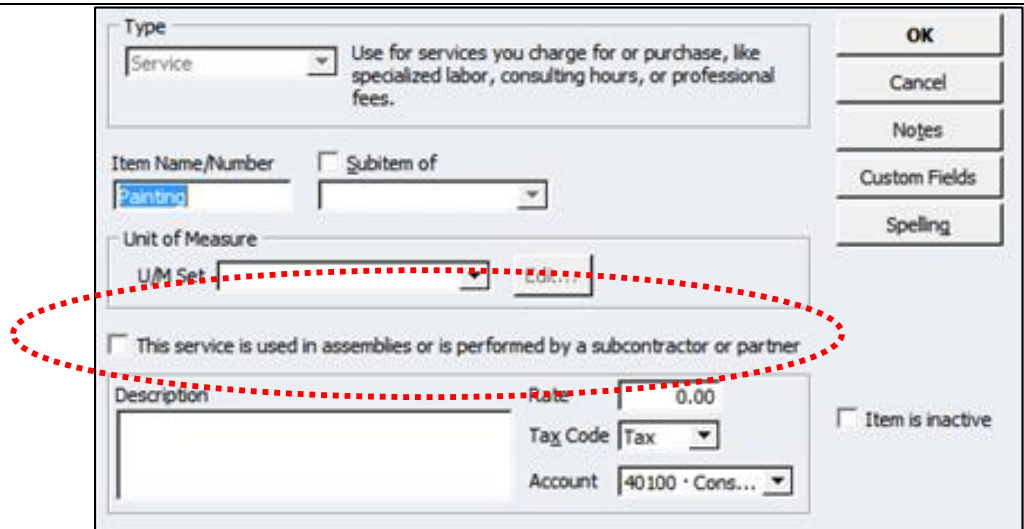 Type
Service
Use for services you charge for or purchase, like
specialized labor, consulting hours, or professional
fees.
OK
Cancel
Notes
Custom Fields
Spelling
Item Name/Number
Subitem of
Painting
Unit of Measure
U/M Set
Edit...
This service is used in assemblies or is performed by a subcontractor or partner
Description
Rate
0.00
Tax Code
Tax
Account
40100 · Cons...
Item is inactive